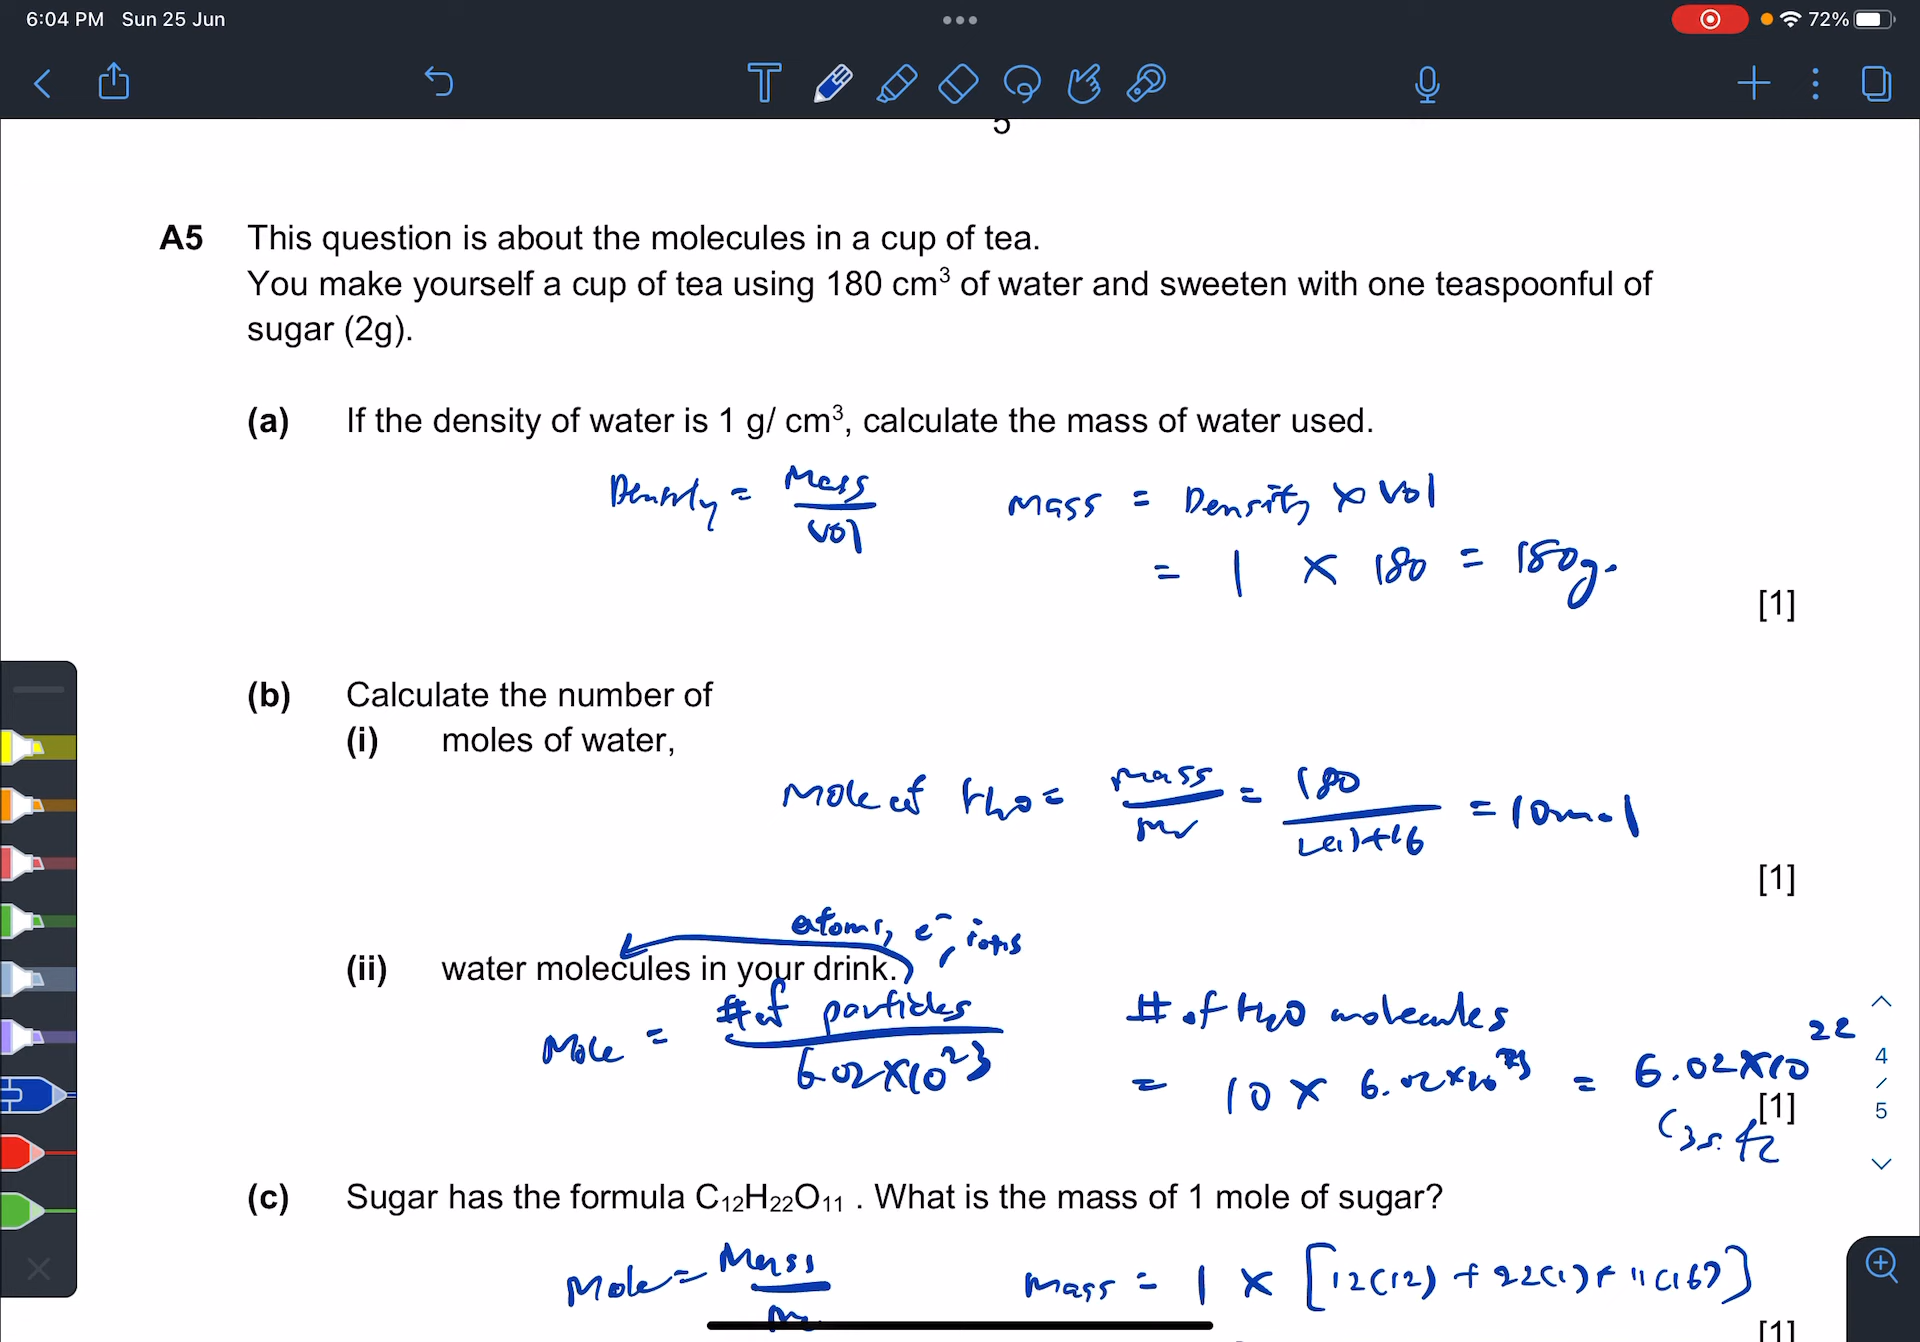 6:04 PM Sun 25 Jun
72%
5
A5 This question is about the molecules in a cup of tea.
You make yourself a cup of tea using 180 cm³ of water and sweeten with one teaspoonful of
sugar (2g).
(a) If the density of water is 1 g/ cm³, calculate the mass of water used.
Density = Mass / Vol
Mass = Density × Vol
= 1 × 180 = 180g.
[1]
(b) Calculate the number of
(i) moles of water,
Mole of H₂O = mass / Mr = 180 / 2(1)+16 = 10mol
[1]
atoms, e⁻, ions
(ii) water molecules in your drink.
Mole = # of particles / 6.02×10²³
# of H₂O molecules
= 10 × 6.02×10²³ = 6.02×10²²
[1]
(3s.f)
4 / 5
(c) Sugar has the formula C₁₂H₂₂O₁₁ . What is the mass of 1 mole of sugar?
Mole = Mass / Mr
Mass = 1 × [12(12) + 22(1) + 11(16)]
[1]